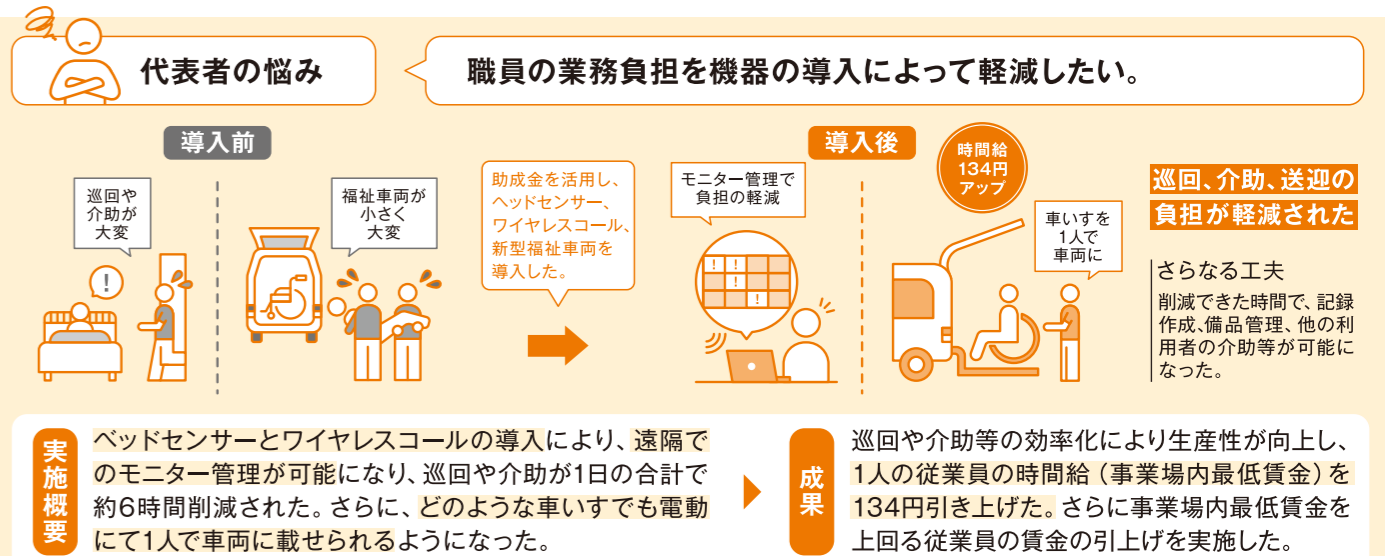 代表者の悩み
職員の業務負担を機器の導入によって軽減したい。
導入前
巡回や
介助が
大変
!
福祉車両が
小さく
大変
助成金を活用し、
ヘッドセンサー、
ワイヤレスコール、
新型福祉車両を
導入した。
導入後
モニター管理で
負担の軽減
! !
!
時間給
134円
アップ
車いすを
1人で
車両に
巡回、介助、送迎の
負担が軽減された
さらなる工夫
削減できた時間で、記録
作成、備品管理、他の利
用者の介助等が可能に
なった。
実施概要
ベッドセンサーとワイヤレスコールの導入により、遠隔で
のモニター管理が可能になり、巡回や介助が1日の合計で
約6時間削減された。さらに、どのような車いすでも電動
にて1人で車両に載せられるようになった。
成果
巡回や介助等の効率化により生産性が向上し、
1人の従業員の時間給(事業場内最低賃金)を
134円引き上げた。さらに事業場内最低賃金を
上回る従業員の賃金の引上げを実施した。